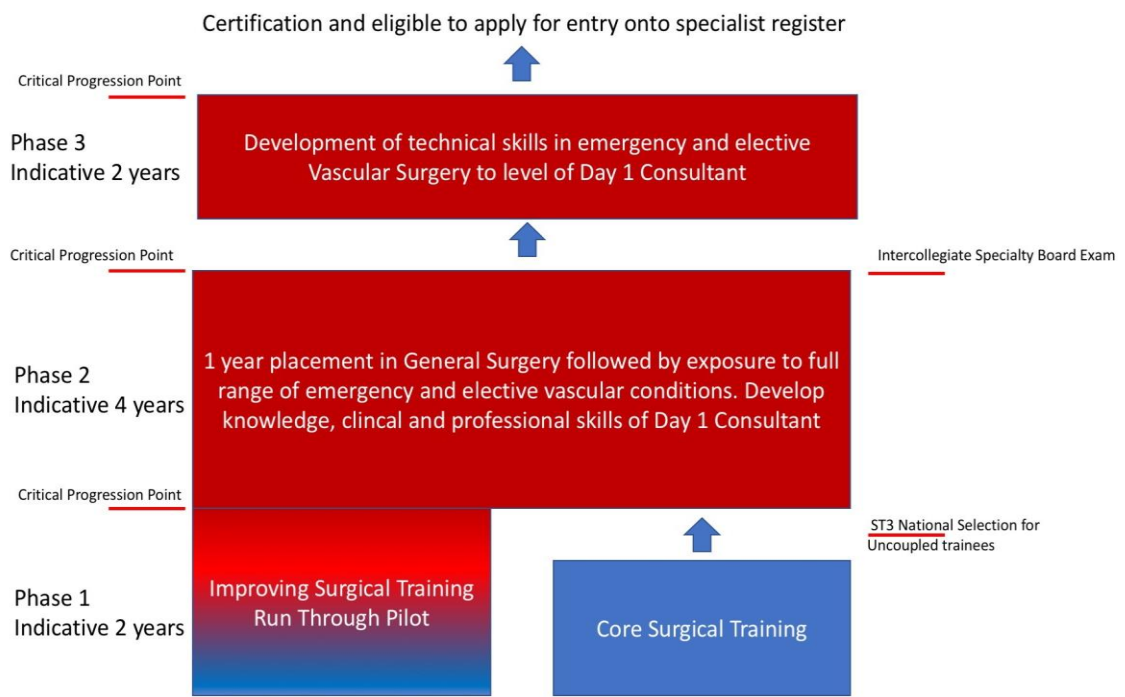 Certification and eligible to apply for entry onto specialist register
Critical Progression Point
Phase 3
Indicative 2 years
Development of technical skills in emergency and elective
Vascular Surgery to level of Day 1 Consultant
Critical Progression Point
Intercollegiate Specialty Board Exam
Phase 2
Indicative 4 years
1 year placement in General Surgery followed by exposure to full
range of emergency and elective vascular conditions. Develop
knowledge, clincal and professional skills of Day 1 Consultant
Critical Progression Point
ST3 National Selection for
Uncoupled trainees
Phase 1
Indicative 2 years
Improving Surgical Training
Run Through Pilot
Core Surgical Training